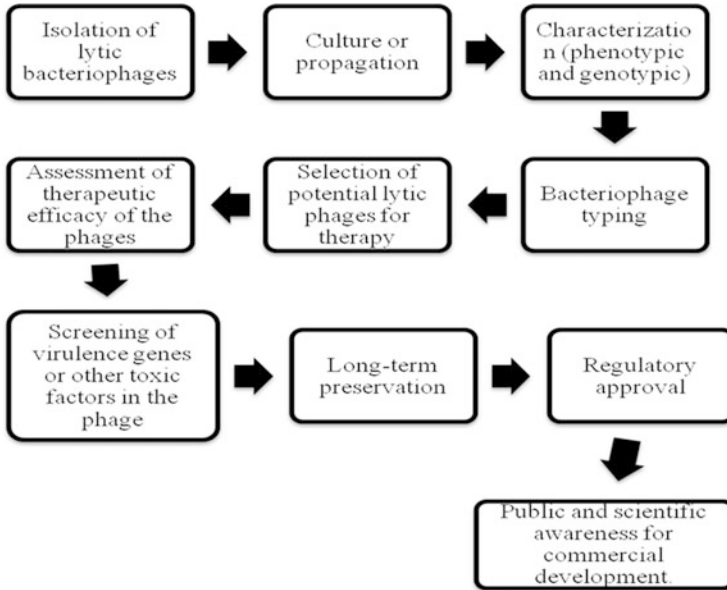 Isolation of
lytic
bacteriophages
Culture or
propagation
Characterizatio
n (phenotypic
and genotypic)
Bacteriophage
typing
Selection of
potential lytic
phages for
therapy
Assessment of
therapeutic
efficacy of the
phages
Screening of
virulence genes
or other toxic
factors in the
phage
Long-term
preservation
Regulatory
approval
Public and scientific
awareness for
commercial
development.